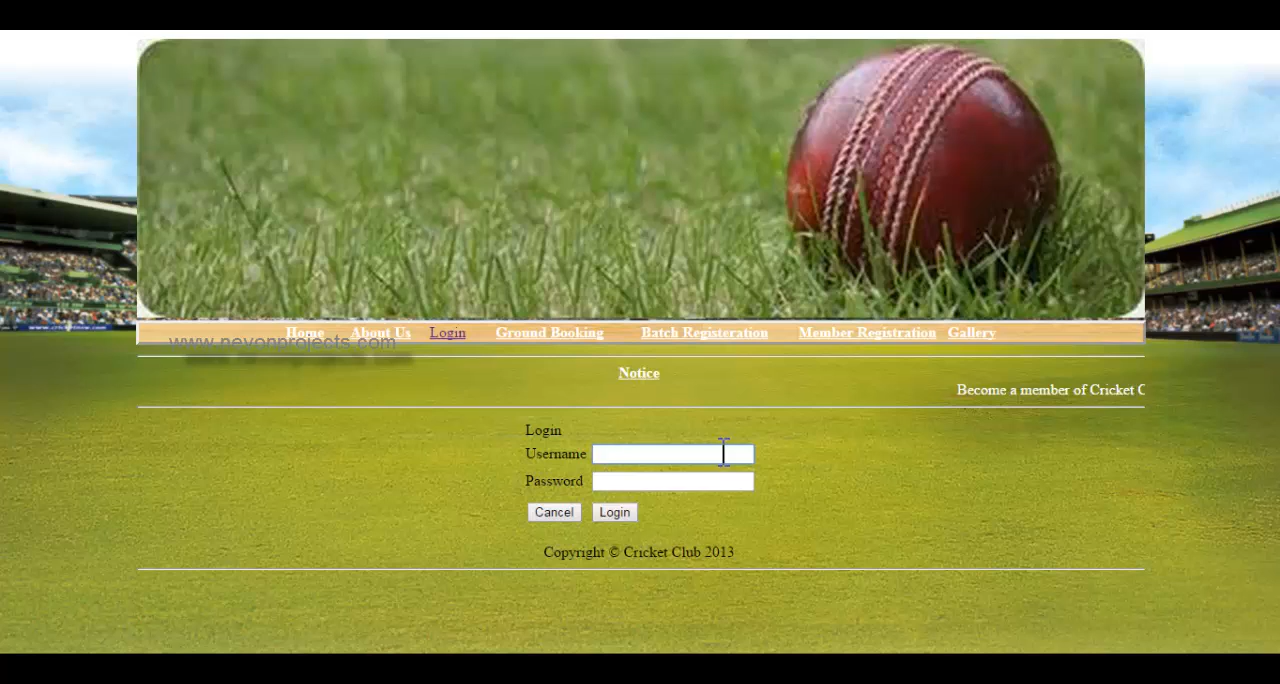 Home About Us Login Ground Booking Batch Registeration Member Registration Gallery
www.nevonprojects.com
Notice
Become a member of Cricket C
Login
Username
Password
Cancel Login
Copyright © Cricket Club 2013